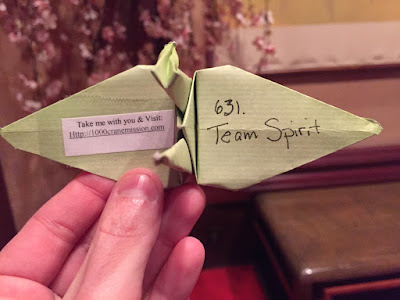 Take me with you & Visit:
Http://1000cranemission.com
631.
Team Spirit